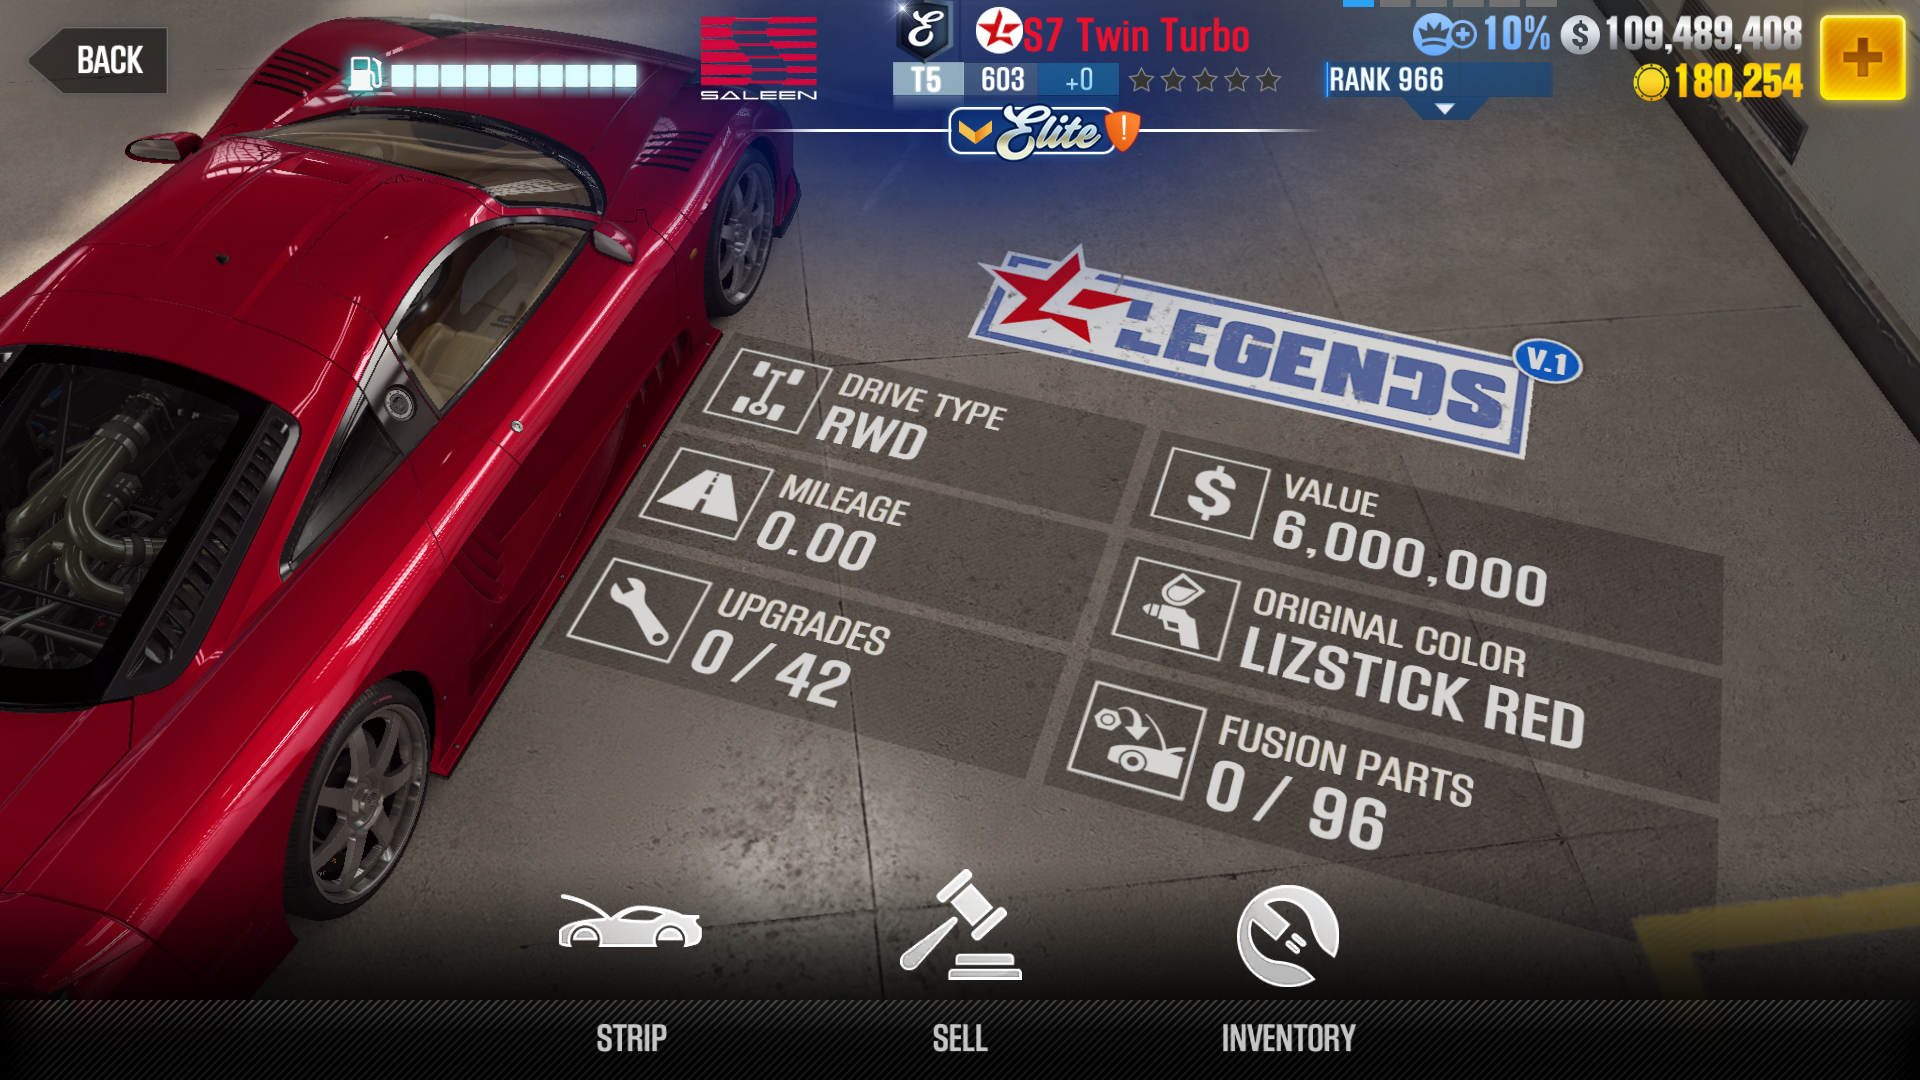 BACK
SALEEN
E
S7 Twin Turbo
T5
603
+0
RANK 966
10%
$ 109,489,408
180,254
+
Elite
!
LEGENDS
V.1
DRIVE TYPE
RWD
MILEAGE
0.00
UPGRADES
0 / 42
$
VALUE
6,000,000
ORIGINAL COLOR
LIZSTICK RED
FUSION PARTS
0 / 96
STRIP
SELL
INVENTORY